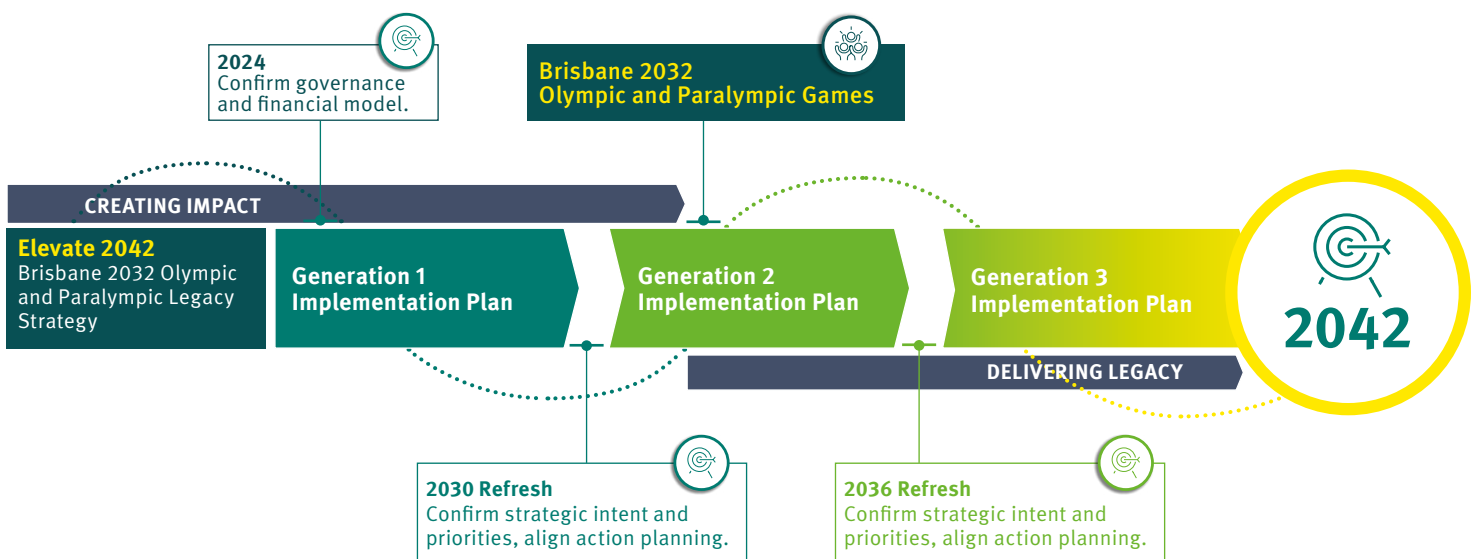 2024
Confirm governance
and financial model.
Brisbane 2032
Olympic and Paralympic Games
CREATING IMPACT
Elevate 2042
Brisbane 2032 Olympic
and Paralympic Legacy
Strategy
Generation 1
Implementation Plan
Generation 2
Implementation Plan
Generation 3
Implementation Plan
2042
DELIVERING LEGACY
2030 Refresh
Confirm strategic intent and
priorities, align action planning.
2036 Refresh
Confirm strategic intent and
priorities, align action planning.